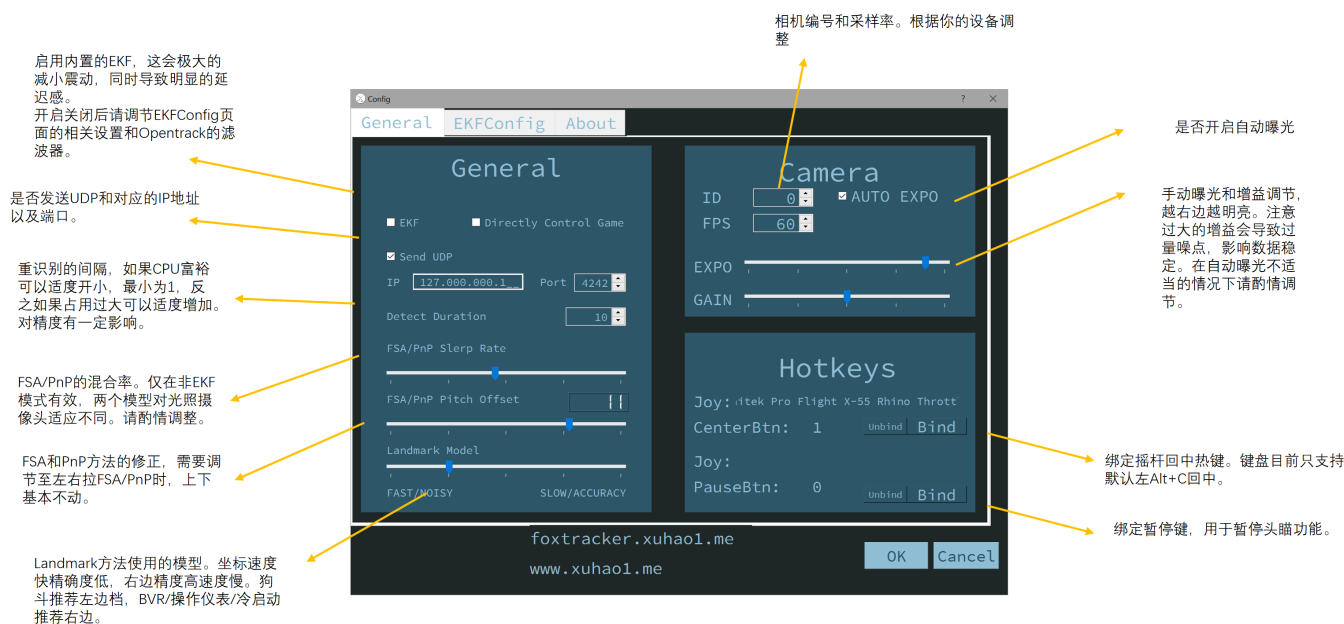 相机编号和采样率。根据你的设备调
整
启用内置的EKF，这会极大的
减小震动，同时导致明显的延
迟感。
开启关闭后请调节EKFConfig页
面的相关设置和Opentrack的滤
波器。
是否发送UDP和对应的IP地址
以及端口。
重识别的间隔，如果CPU富裕
可以适度开小，最小为1，反
之如果占用过大可以适度增加。
对精度有一定影响。
FSA/PnP的混合率。仅在非EKF
模式有效，两个模型对光照摄
像头适应不同。请酌情调整。
FSA和PnP方法的修正，需要调
节至左右拉FSA/PnP时，上下
基本不动。
Landmark方法使用的模型。坐标速度
快精确度低，右边精度高速度慢。狗
斗推荐左边档，BVR/操作仪表/冷启动
推荐右边。
Config
?
General
EKFConfig
About
General
EKF
Directly Control Game
Send UDP
IP
127.000.000.1__
Port
4242
Detect Duration
10
FSA/PnP Slerp Rate
FSA/PnP Pitch Offset
11
Landmark Model
FAST/NOISY
SLOW/ACCURACY
Camera
ID
0
AUTO EXPO
FPS
60
EXPO
GAIN
Hotkeys
Joy:
itek Pro Flight X-55 Rhino Thrott
CenterBtn:
1
Unbind
Bind
Joy:
PauseBtn:
0
Unbind
Bind
foxtracker.xuhao1.me
www.xuhao1.me
OK
Cancel
是否开启自动曝光
手动曝光和增益调节，
越右边越明亮。注意
过大的增益会导致过
量噪点，影响数据稳
定。在自动曝光不适
当的情况下请酌情调
节。
绑定摇杆回中热键。键盘目前只支持
默认左Alt+C回中。
绑定暂停键，用于暂停头瞄功能。